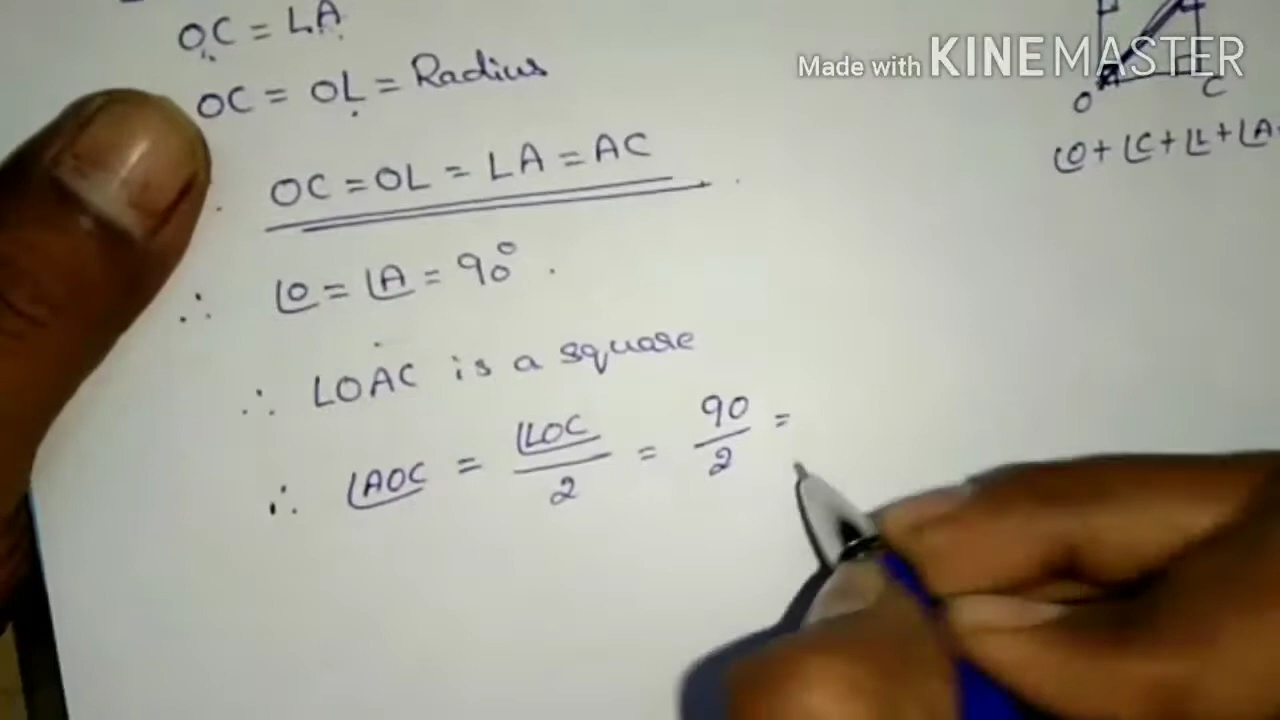 OC = LA
Made with KINEMASTER
OC = OL = Radius
O C
∠O + ∠C + ∠L + ∠A
OC = OL = LA = AC
∴ ∠O = ∠A = 90° .
∴ LOAC is a square
∴ ∠AOC = ∠LOC/2 = 90/2 =